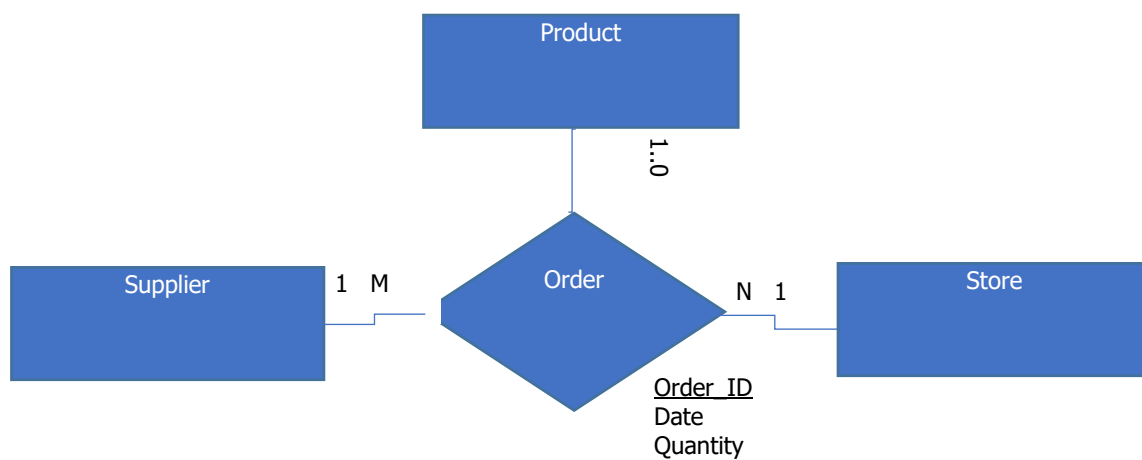 Product
1..0
Supplier
1 M
Order
N 1
Store
Order_ID
Date
Quantity